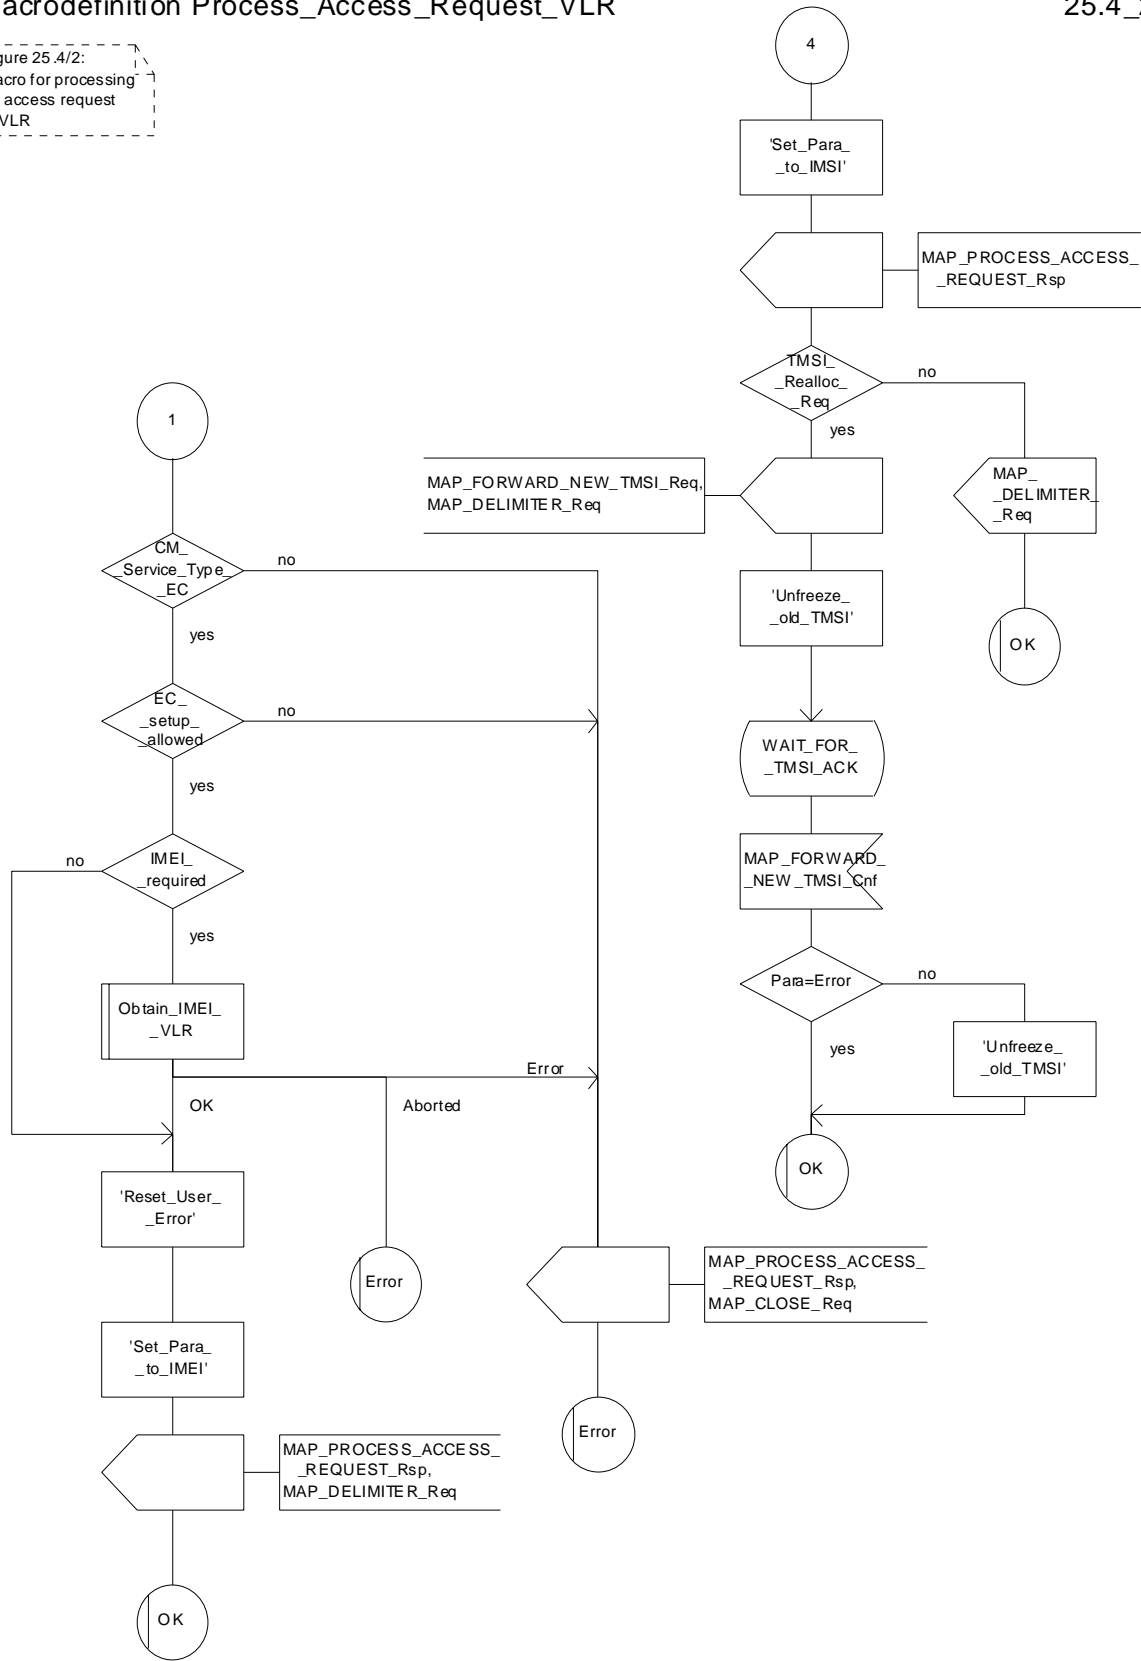 acrodefinition Process_Access_Request_VLR
25.4_2
gure 25.4/2:
acro for processing
access request
VLR
4
'Set_Para_
_to_IMSI'
MAP_PROCESS_ACCESS_
_REQUEST_Rsp
TMSI_
_Realloc_
_Req
no
yes
MAP_FORWARD_NEW_TMSI_Req,
MAP_DELIMITER_Req
MAP_
_DELIMITER_
_Req
'Unfreeze_
_old_TMSI'
OK
WAIT_FOR_
_TMSI_ACK
MAP_FORWARD_
_NEW_TMSI_Cnf
Para=Error
no
yes
'Unfreeze_
_old_TMSI'
OK
1
CM_
_Service_Type_
_EC
no
yes
EC_
_setup_
_allowed
no
yes
IMEI_
_required
no
yes
Obtain_IMEI_
_VLR
Error
OK
Aborted
'Reset_User_
_Error'
Error
MAP_PROCESS_ACCESS_
_REQUEST_Rsp,
MAP_CLOSE_Req
Error
'Set_Para_
_to_IMEI'
MAP_PROCESS_ACCESS_
_REQUEST_Rsp,
MAP_DELIMITER_Req
OK